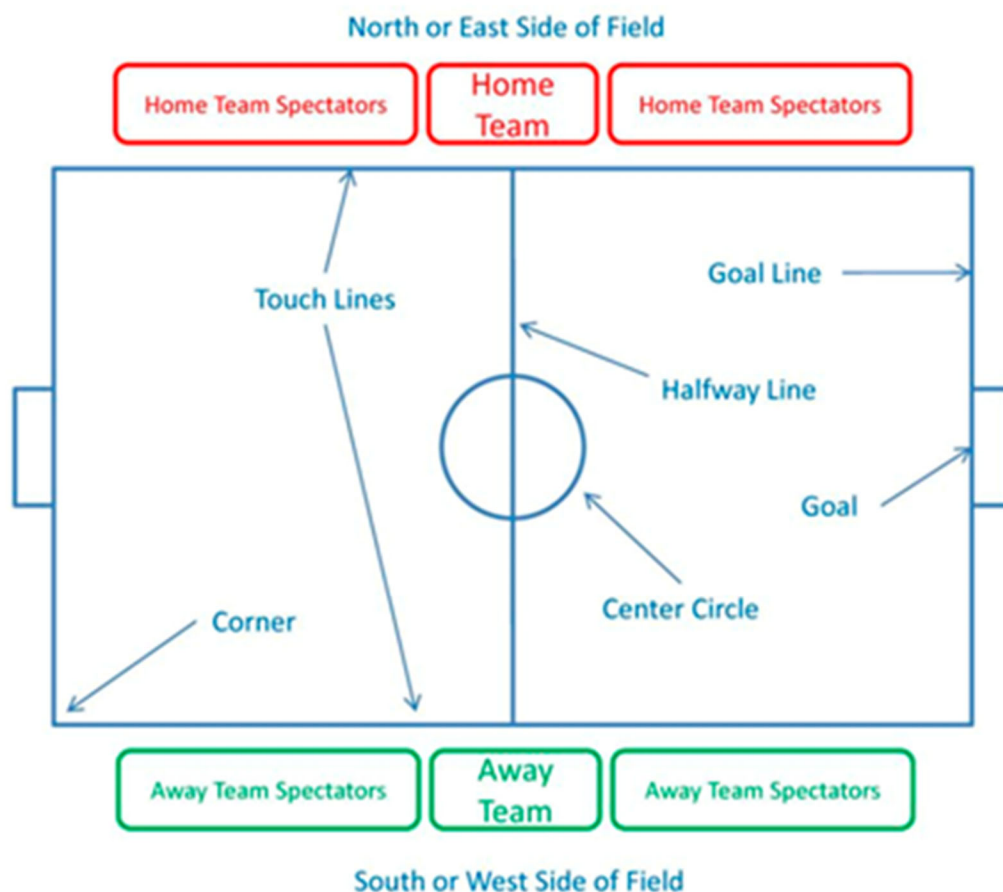 North or East Side of Field
Home Team Spectators
Home
Team
Home Team Spectators
Goal Line
Touch Lines
Halfway Line
Goal
Center Circle
Corner
Away Team Spectators
Away
Team
Away Team Spectators
South or West Side of Field